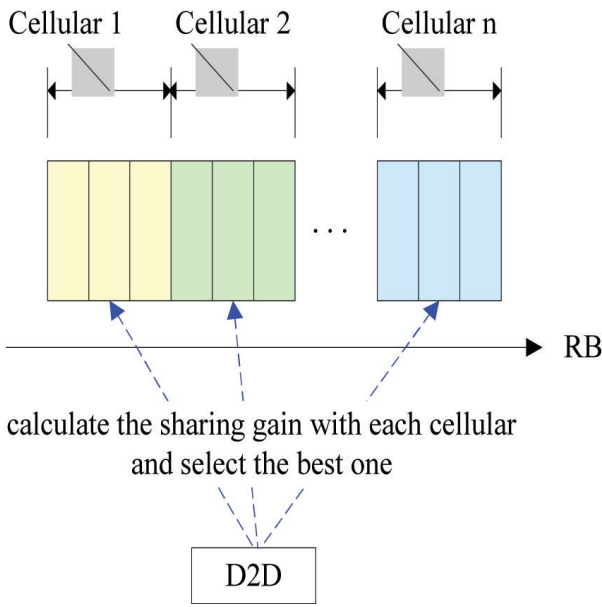 Cellular 1 Cellular 2 Cellular n
...
RB
calculate the sharing gain with each cellular
and select the best one
D2D